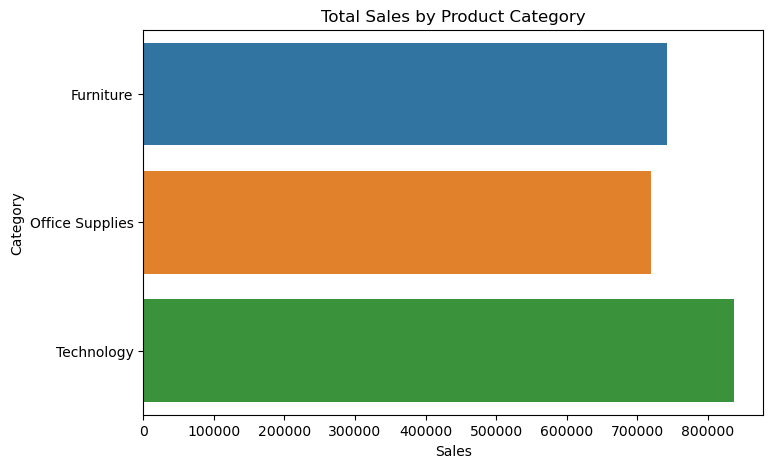 Total Sales by Product Category
Category
Furniture
Office Supplies
Technology
0 100000 200000 300000 400000 500000 600000 700000 800000
Sales